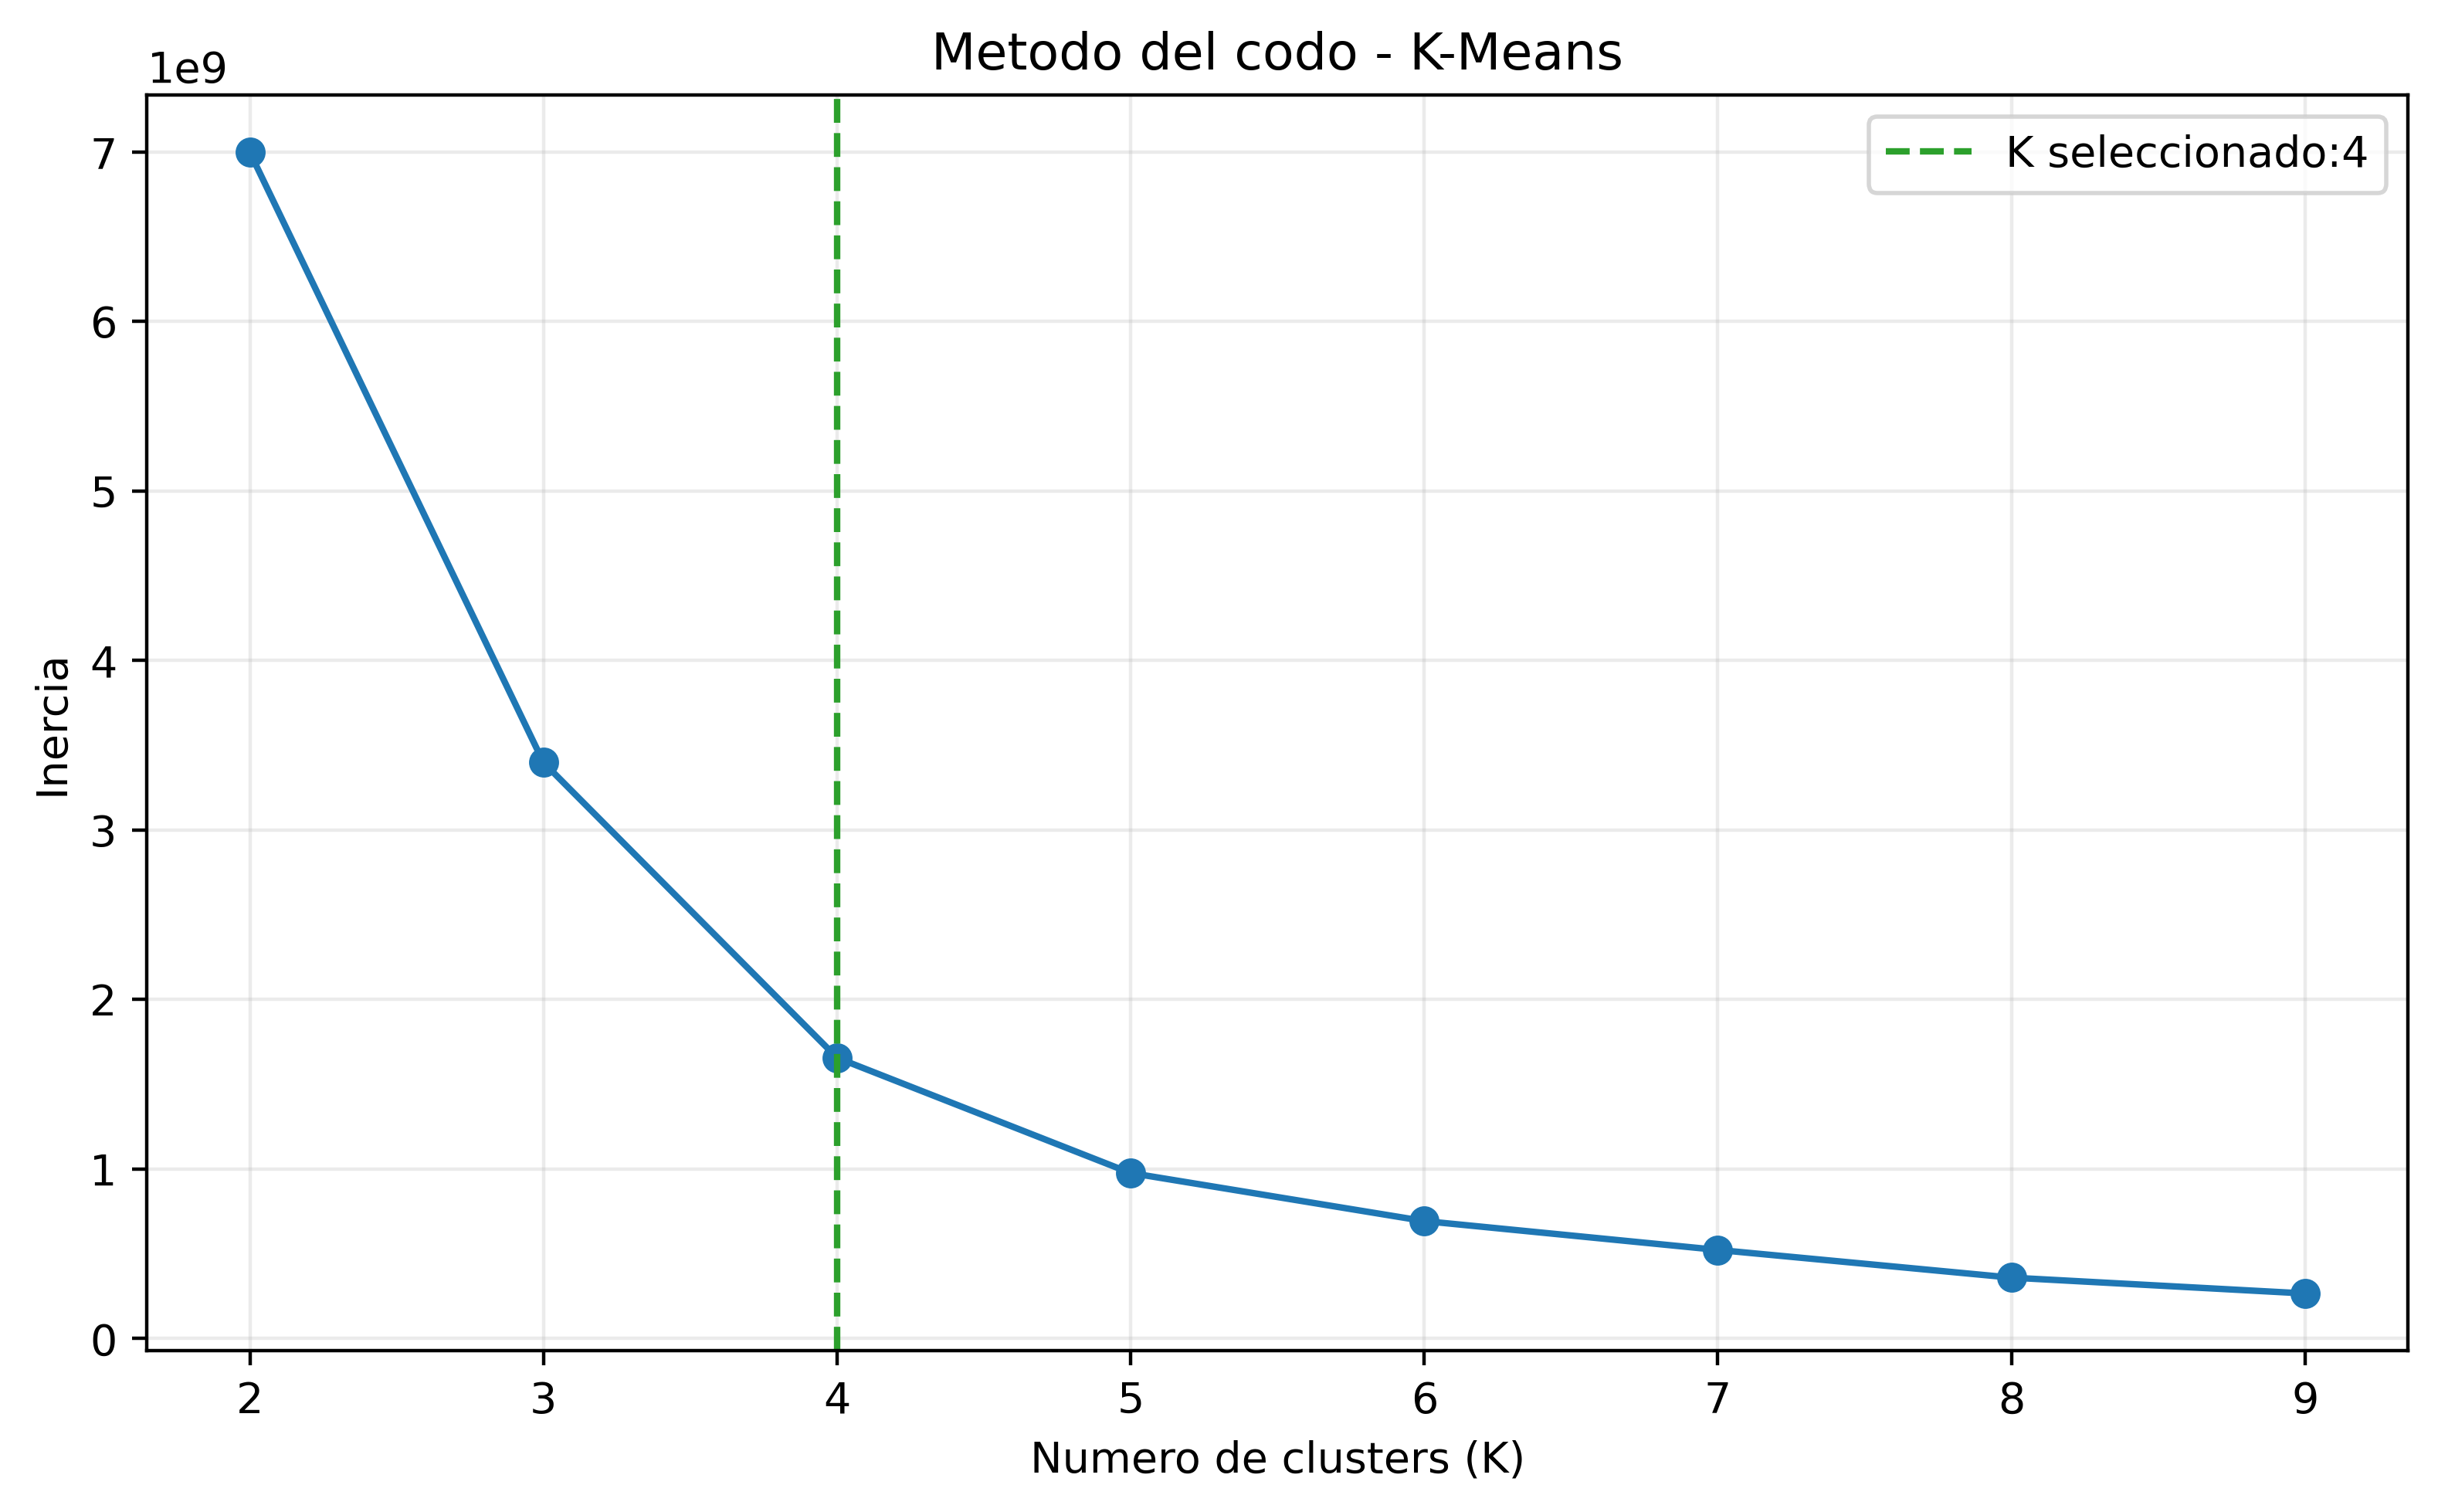 Metodo del codo - K-Means
1e9
K seleccionado:4
7
6
5
4
3
2
1
0
Inercia
2 3 4 5 6 7 8 9
Numero de clusters (K)